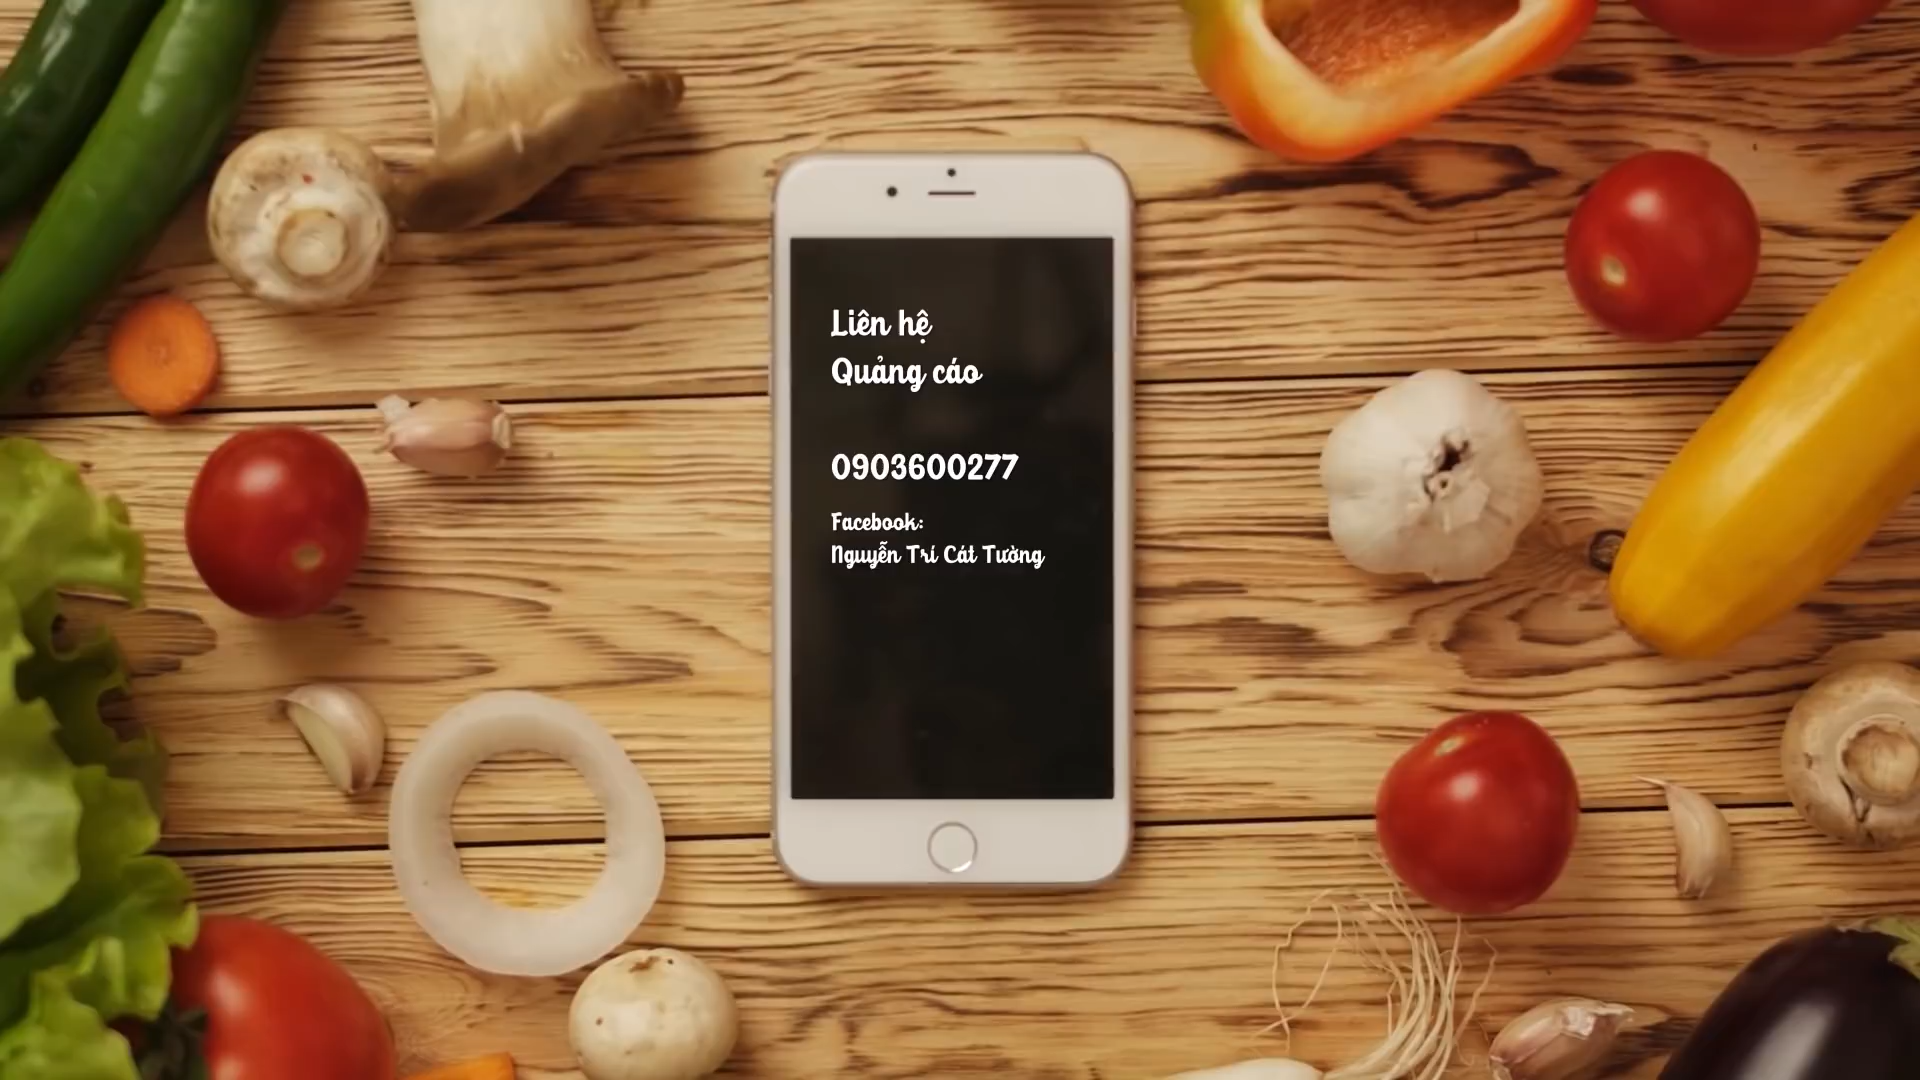 Liên hệ
Quảng cáo
0903600277
Facebook:
Nguyễn Trí Cát Tường